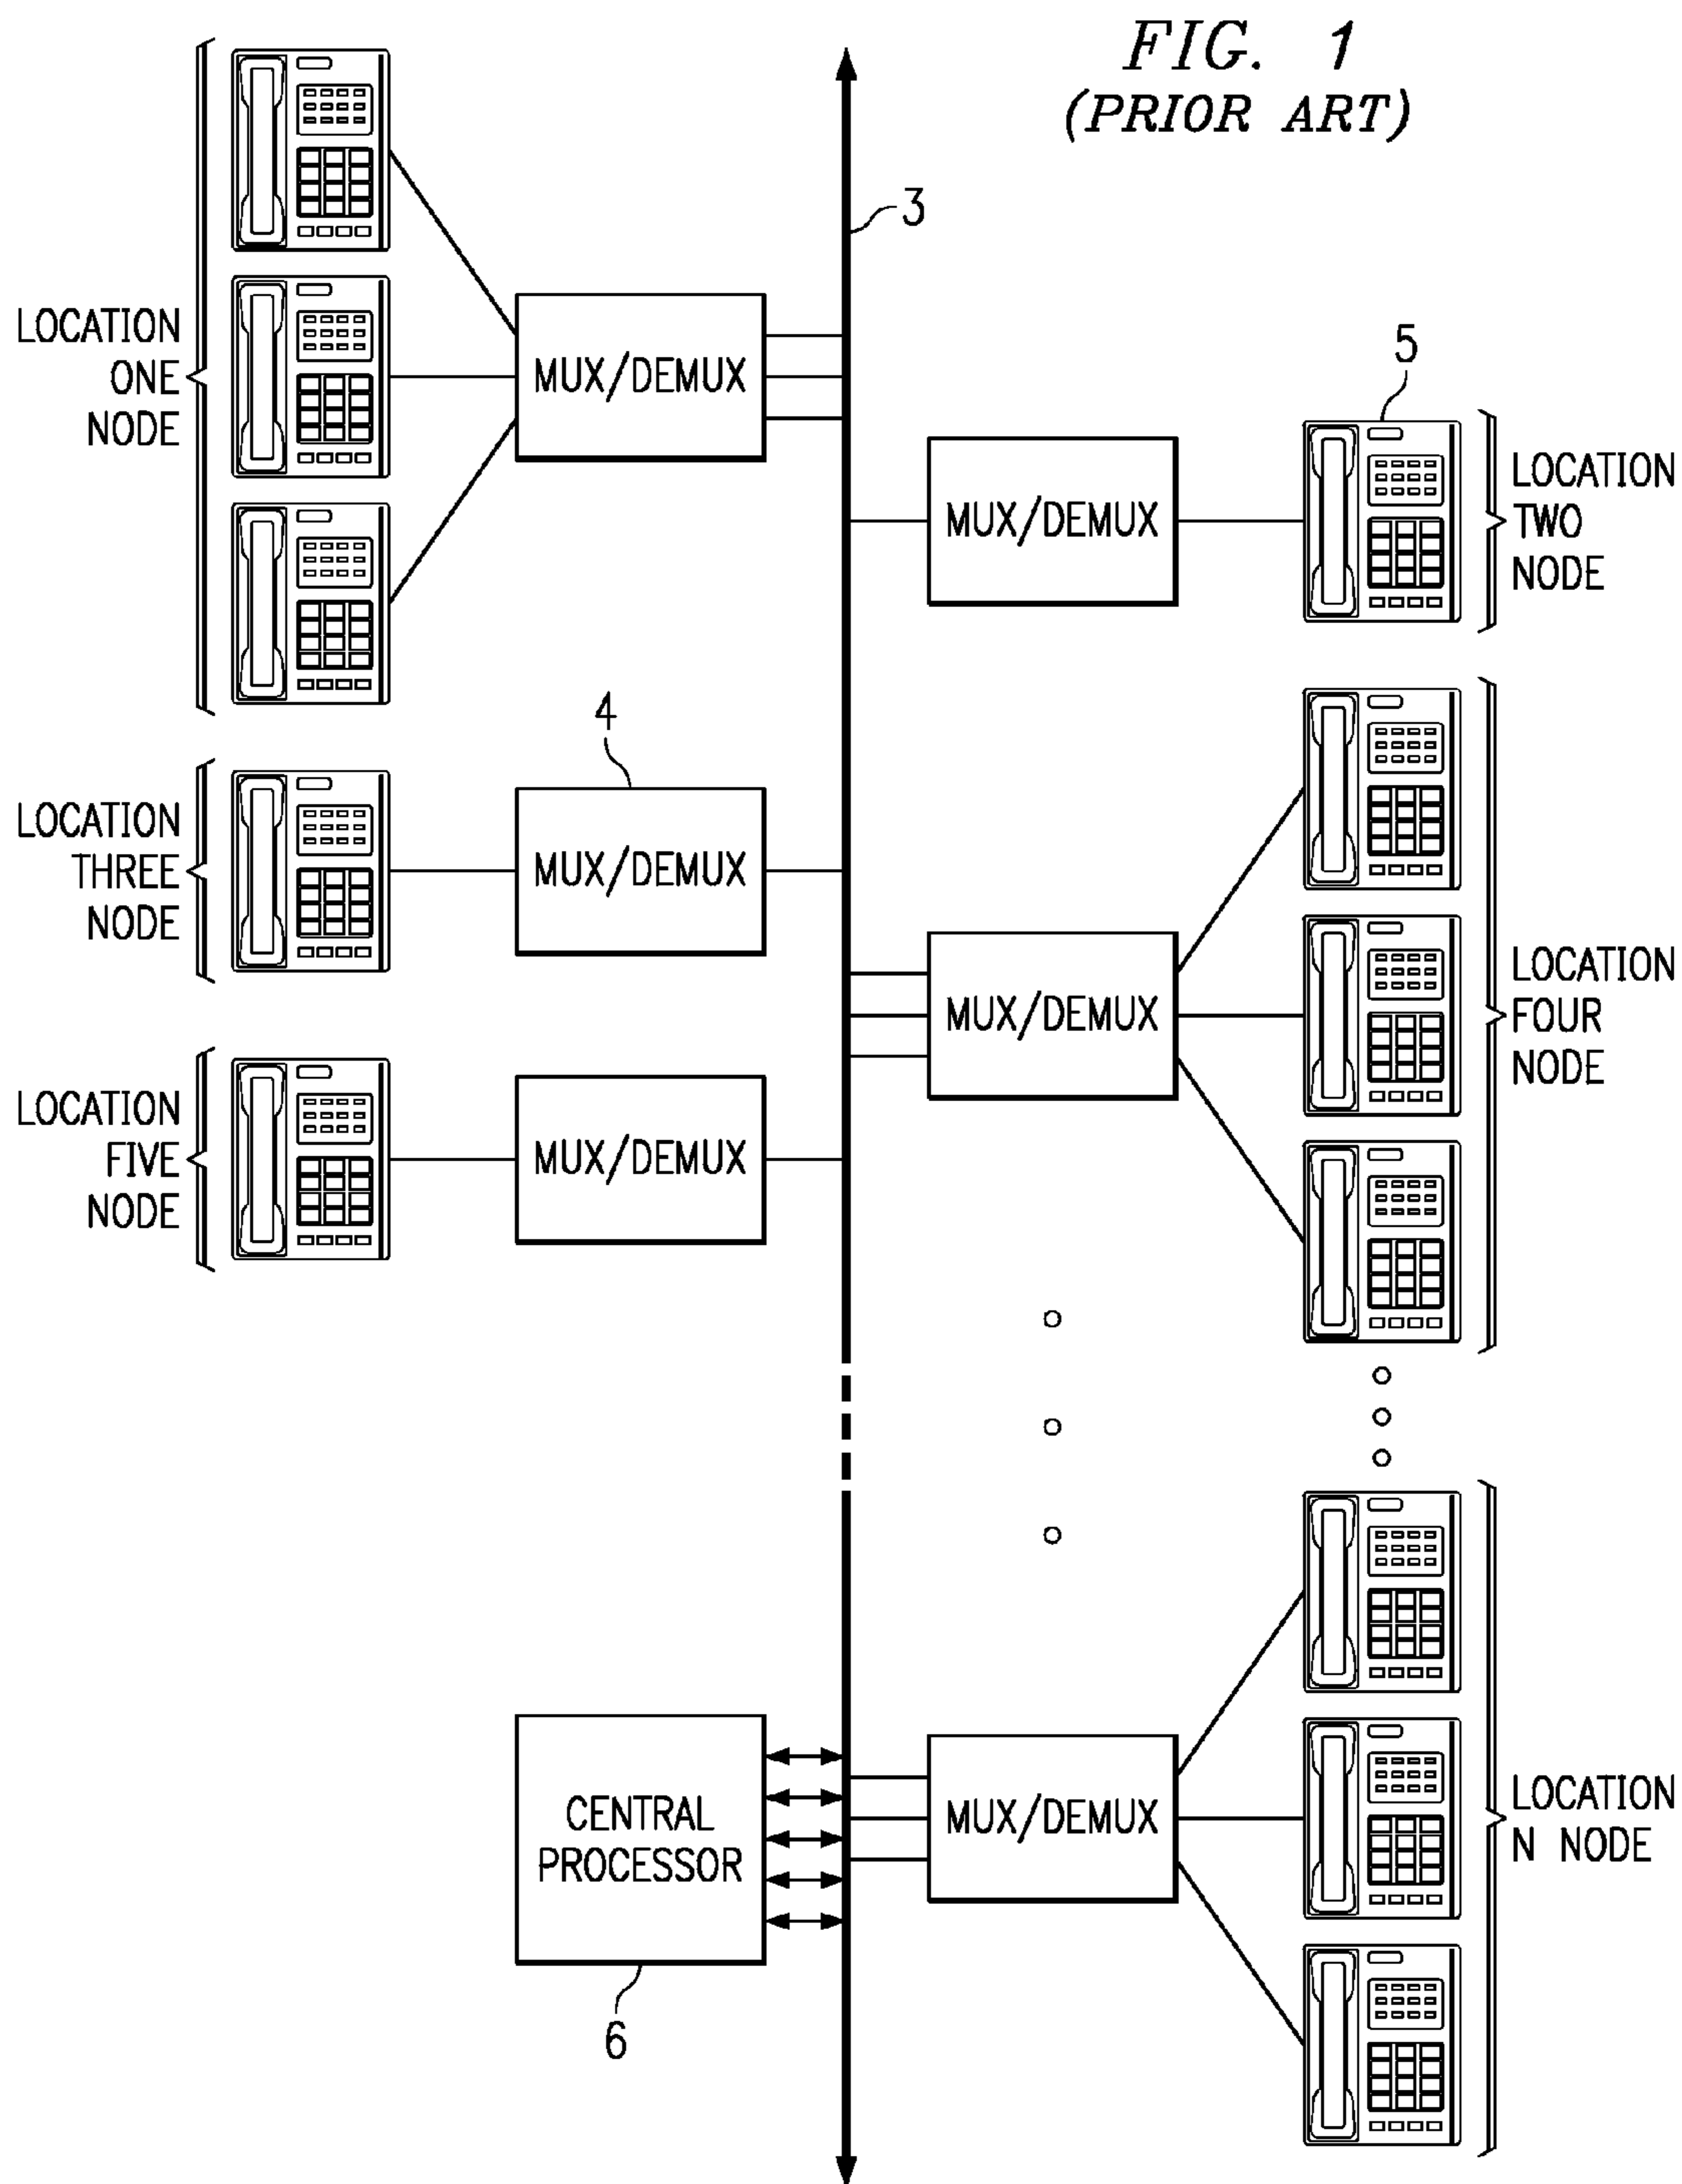 FIG. 1
(PRIOR ART)
3
LOCATION
ONE
NODE
MUX/DEMUX
5
MUX/DEMUX
LOCATION
TWO
NODE
4
LOCATION
THREE
NODE
MUX/DEMUX
MUX/DEMUX
LOCATION
FOUR
NODE
LOCATION
FIVE
NODE
MUX/DEMUX
CENTRAL
PROCESSOR
MUX/DEMUX
LOCATION
N NODE
6